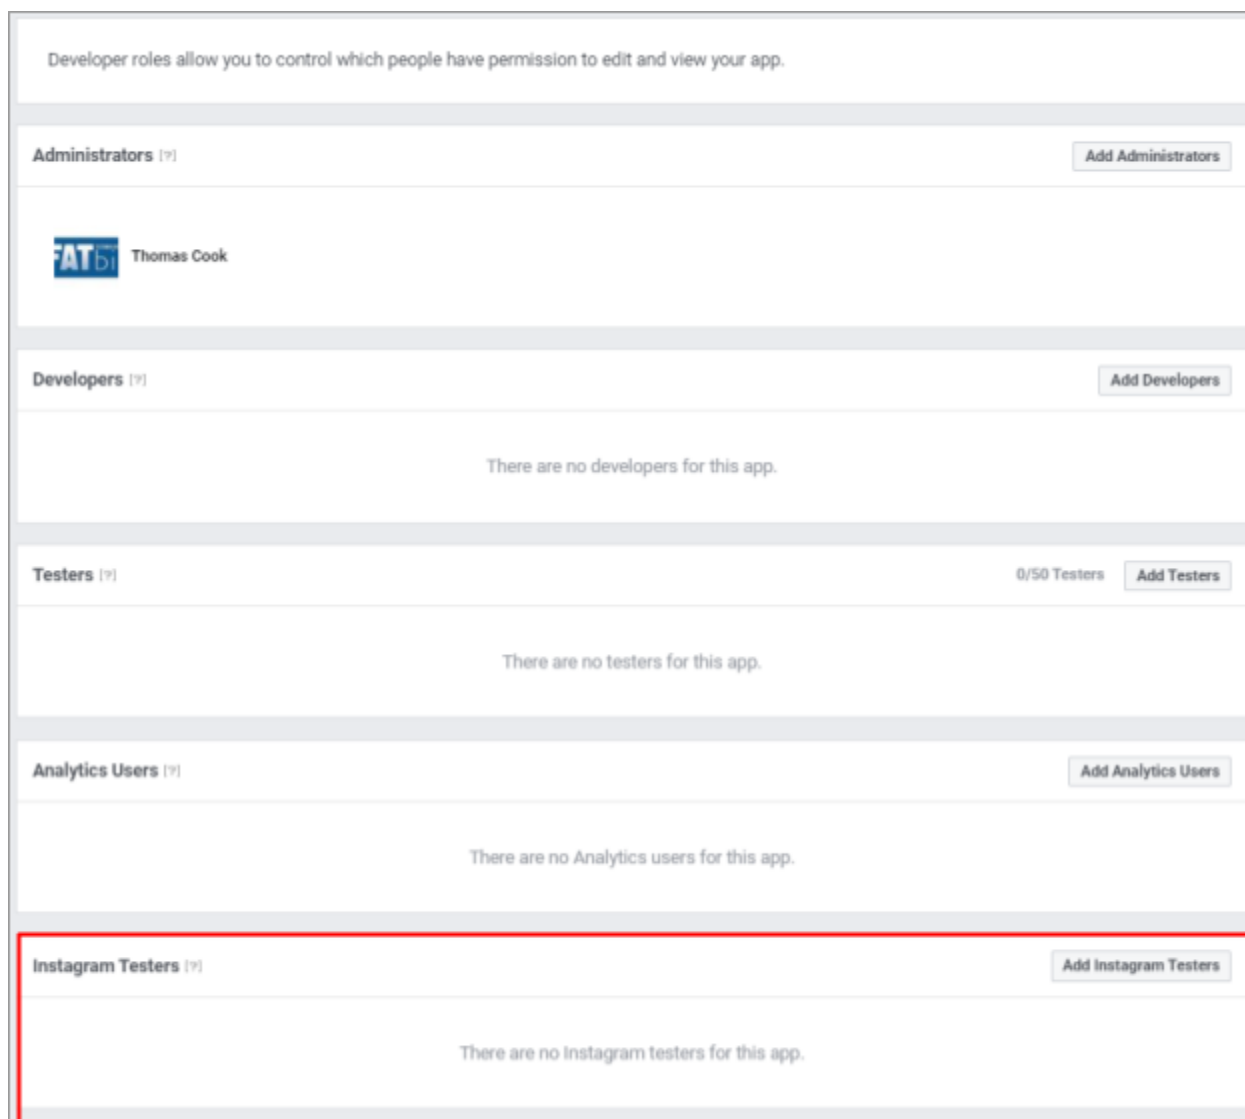 Developer roles allow you to control which people have permission to edit and view your app.
Administrators [?] Add Administrators
FATbi Thomas Cook
Developers [?] Add Developers
There are no developers for this app.
Testers [?] 0/50 Testers Add Testers
There are no testers for this app.
Analytics Users [?] Add Analytics Users
There are no Analytics users for this app.
Instagram Testers [?] Add Instagram Testers
There are no Instagram testers for this app.